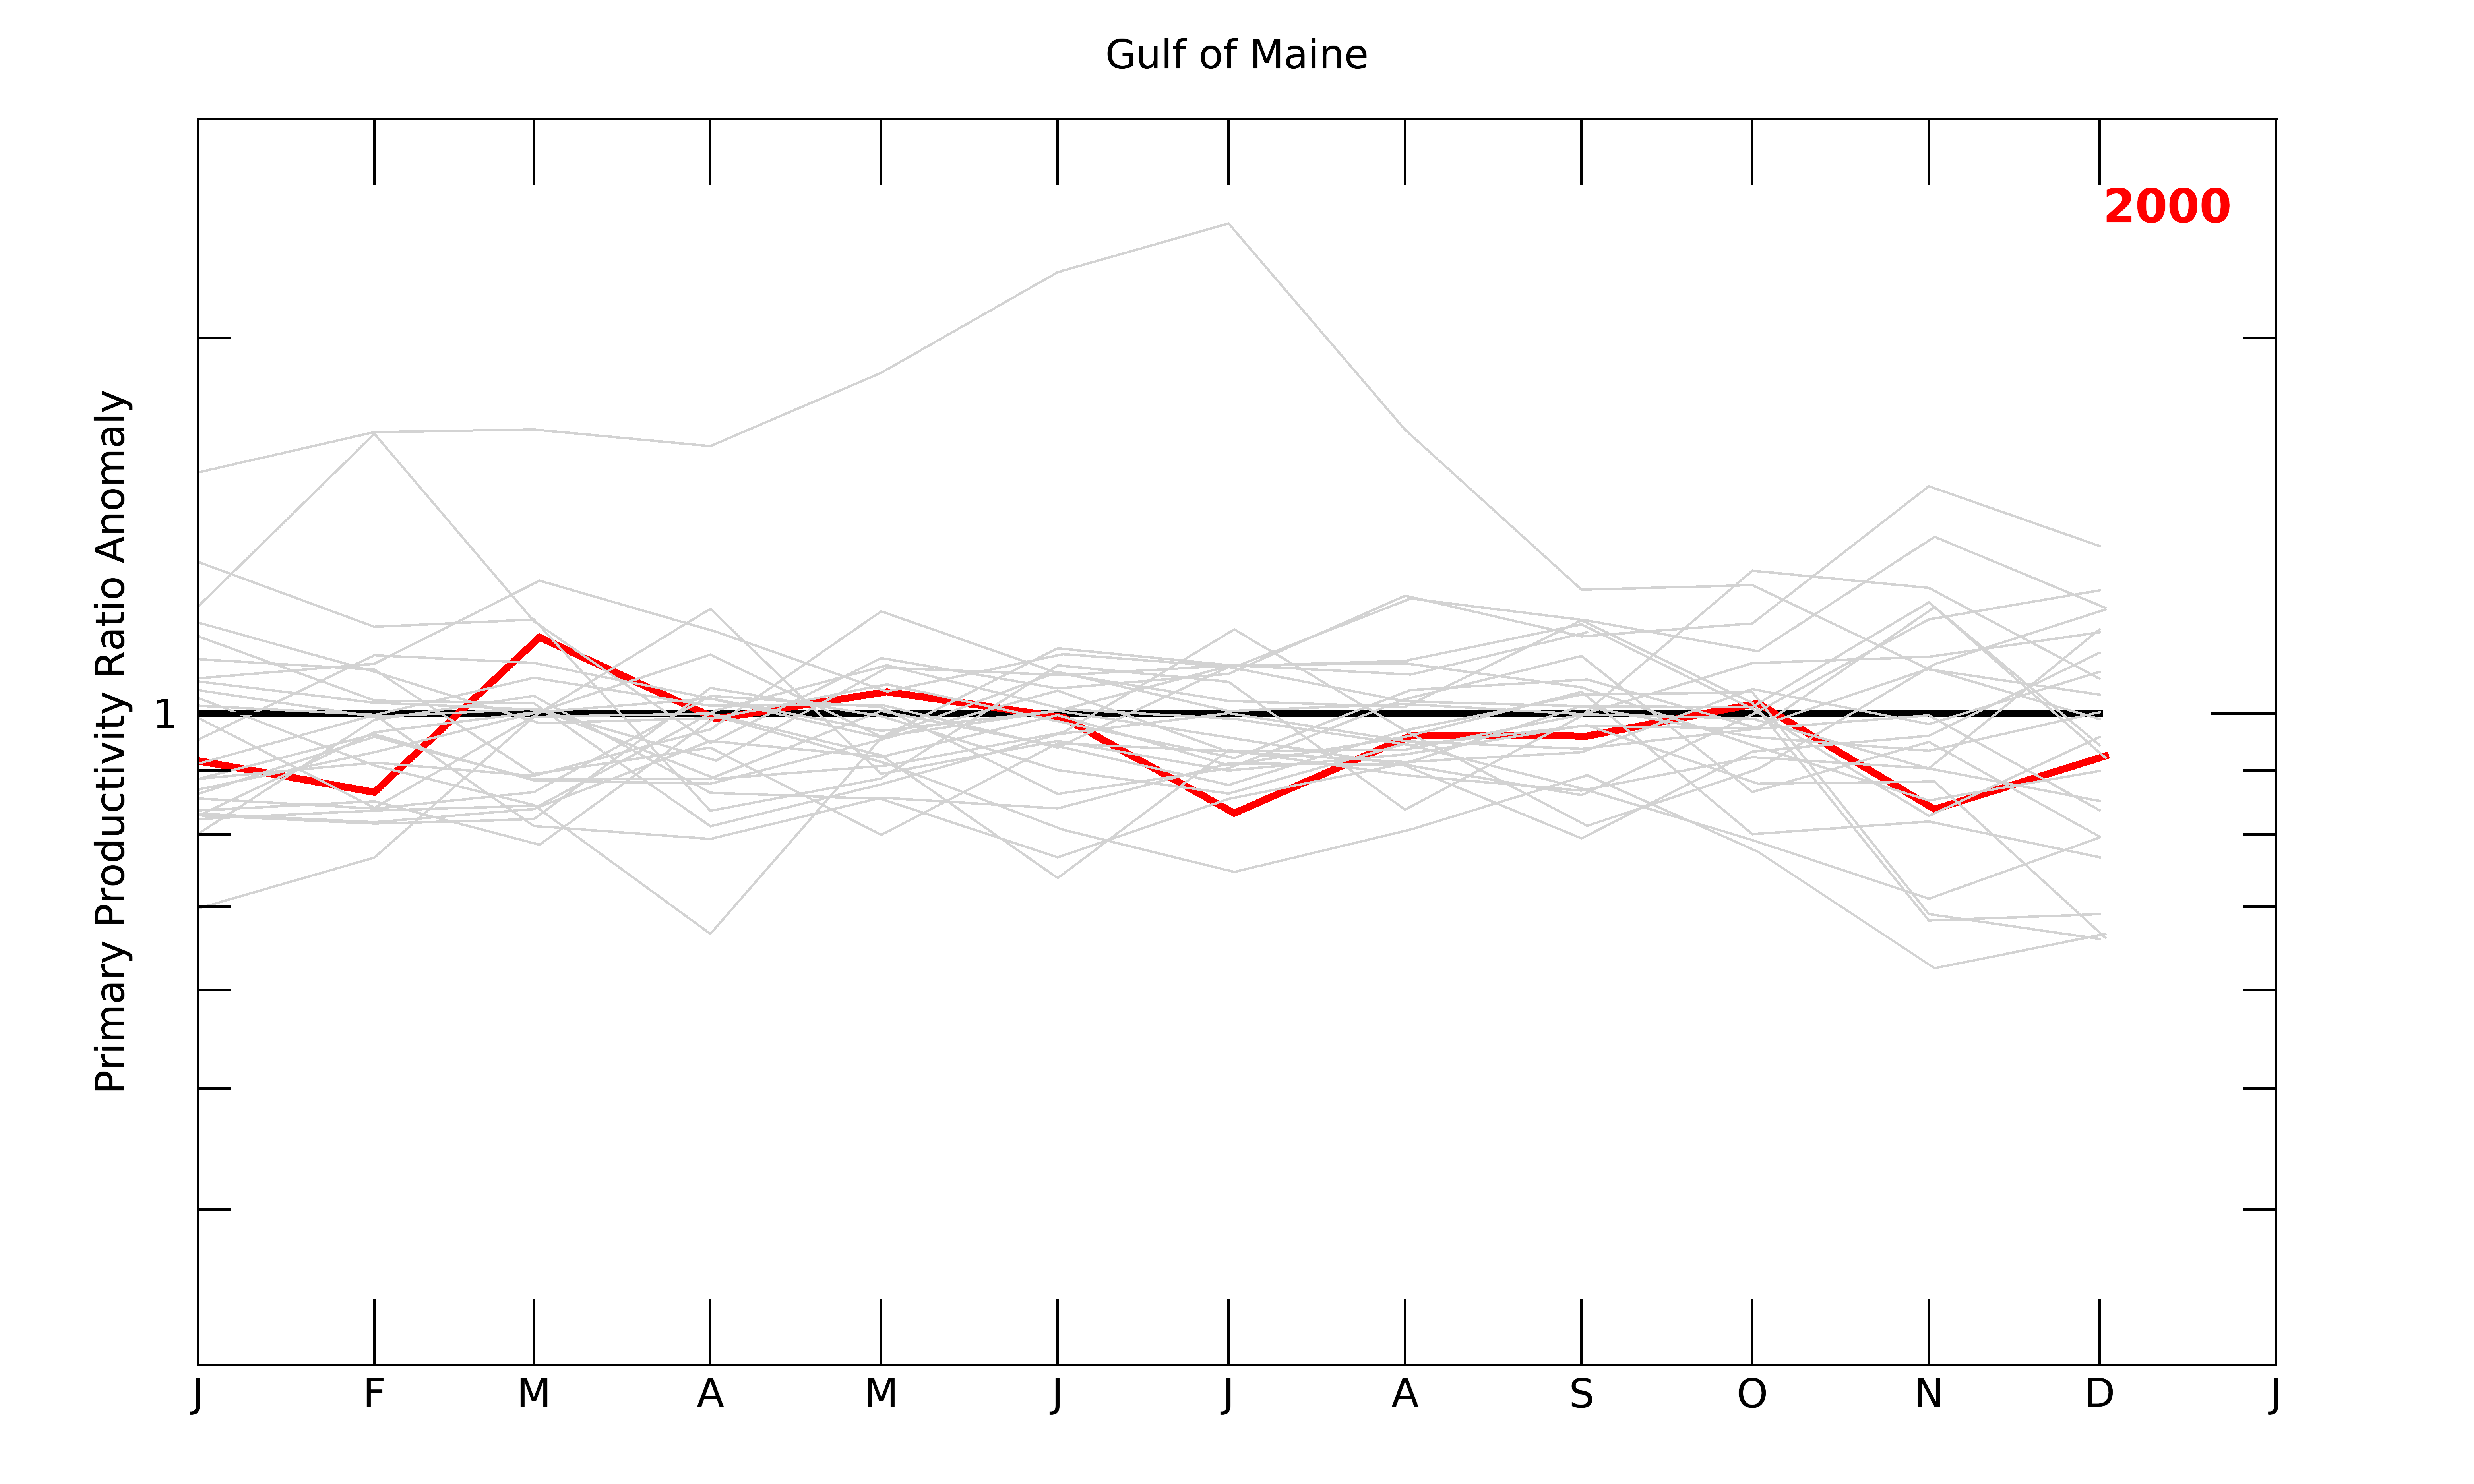 Gulf of Maine
2000
Primary Productivity Ratio Anomaly
1
J F M A M J J A S O N D J